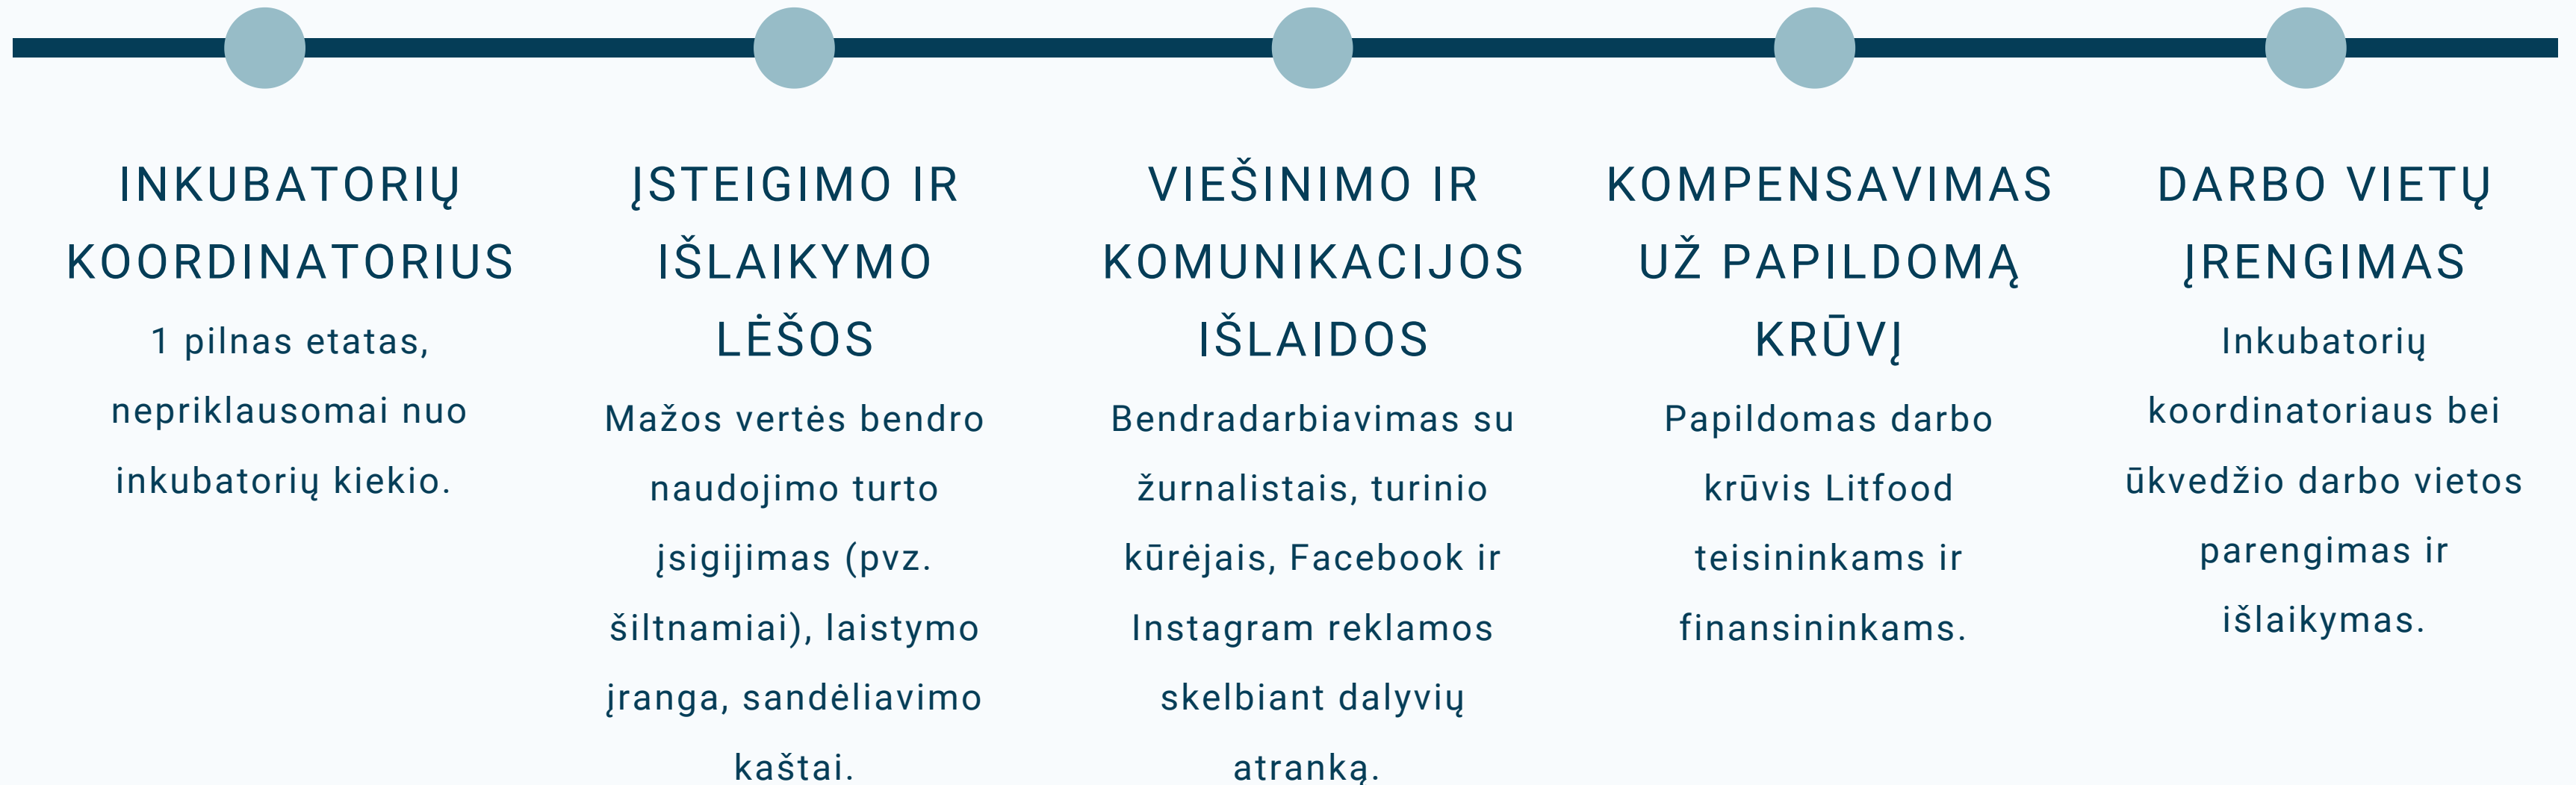 INKUBATORIŲ
KOORDINATORIUS
1 pilnas etatas,
nepriklausomai nuo
inkubatorių kiekio.
ĮSTEIGIMO IR
IŠLAIKYMO
LĖŠOS
Mažos vertės bendro
naudojimo turto
įsigijimas (pvz.
šiltnamiai), laistymo
įranga, sandėliavimo
kaštai.
VIEŠINIMO IR
KOMUNIKACIJOS
IŠLAIDOS
Bendradarbiavimas su
žurnalistais, turinio
kūrėjais, Facebook ir
Instagram reklamos
skelbiant dalyvių
atranką.
KOMPENSAVIMAS
UŽ PAPILDOMĄ
KRŪVĮ
Papildomas darbo
krūvis Litfood
teisininkams ir
finansininkams.
DARBO VIETŲ
ĮRENGIMAS
Inkubatorių
koordinatoriaus bei
ūkvedžio darbo vietos
parengimas ir
išlaikymas.